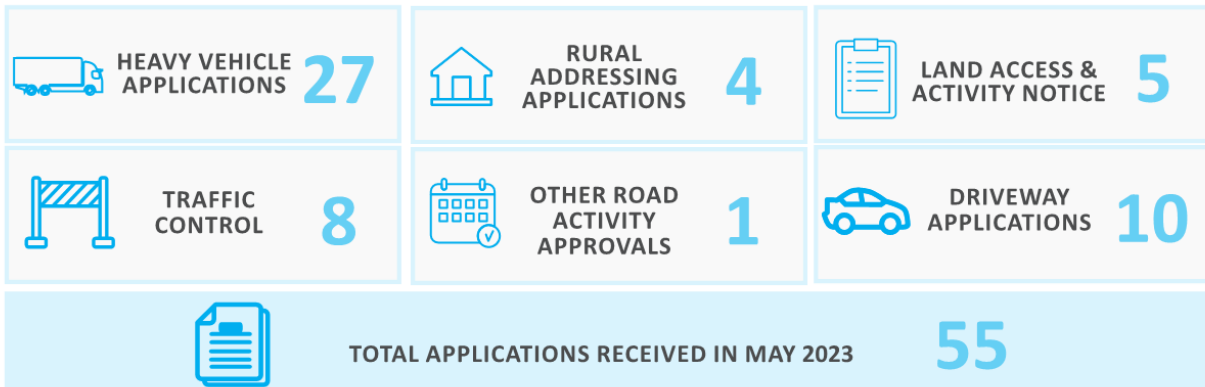 HEAVY VEHICLE
APPLICATIONS
27
RURAL
ADDRESSING
APPLICATIONS
4
LAND ACCESS &
ACTIVITY NOTICE
5
TRAFFIC
CONTROL
8
OTHER ROAD
ACTIVITY
APPROVALS
1
DRIVEWAY
APPLICATIONS
10
TOTAL APPLICATIONS RECEIVED IN MAY 2023 55